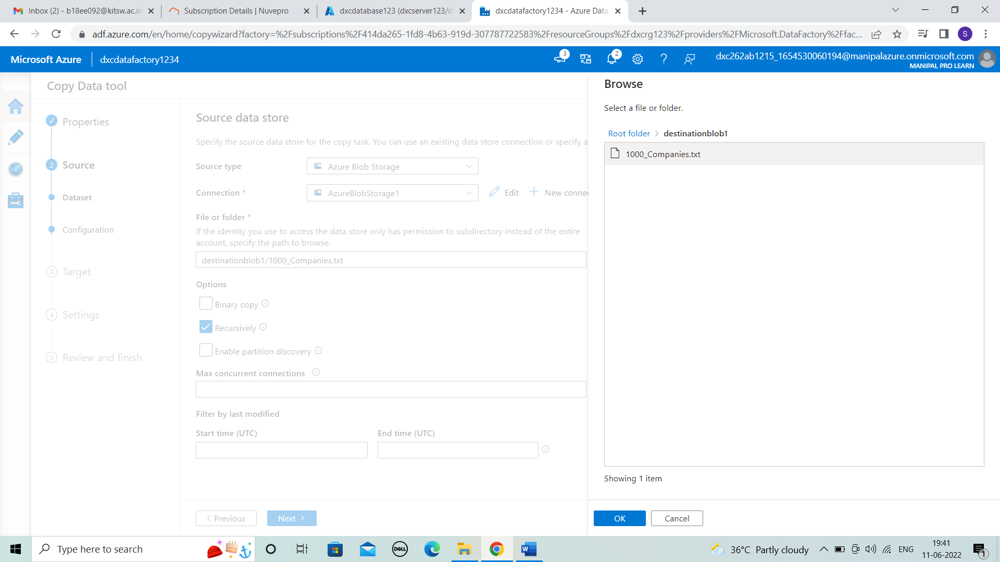 Inbox (2) - b18ee092@kitsw.ac.in
Subscription Details | Nuvepro
dxcdatabase123 (dxcserver123/d
dxcdatafactory1234 - Azure Data
adf.azure.com/en/home/copywizard?factory=%2Fsubscriptions%2F414da265-1fd8-4b63-919d-307787722583%2FresourceGroups%2Fdxcrg123%2Fproviders%2FMicrosoft.DataFactory%2Ffac...
S
Microsoft Azure
dxcdatafactory1234
3
2
dxc262ab1215_1654530060194@manipalazure.onmicrosoft.com
MANIPAL PRO LEARN
Copy Data tool
Properties
2 Source
Dataset
Configuration
3 Target
4 Settings
5 Review and finish
Source data store
Specify the source data store for the copy task. You can use an existing data store connection or specify a
Source type
Azure Blob Storage
Connection *
AzureBlobStorage1
Edit
New connec
File or folder *
If the identity you use to access the data store only has permission to subdirectory instead of the entire
account, specify the path to browse.
destinationblob1/1000_Companies.txt
Options
Binary copy
Recursively
Enable partition discovery
Max concurrent connections
Filter by last modified
Start time (UTC)
End time (UTC)
Previous
Next
Browse
Select a file or folder.
Root folder > destinationblob1
1000_Companies.txt
Showing 1 item
OK
Cancel
Type here to search
DELL
W
36°C Partly cloudy
ENG
19:41
11-06-2022
1